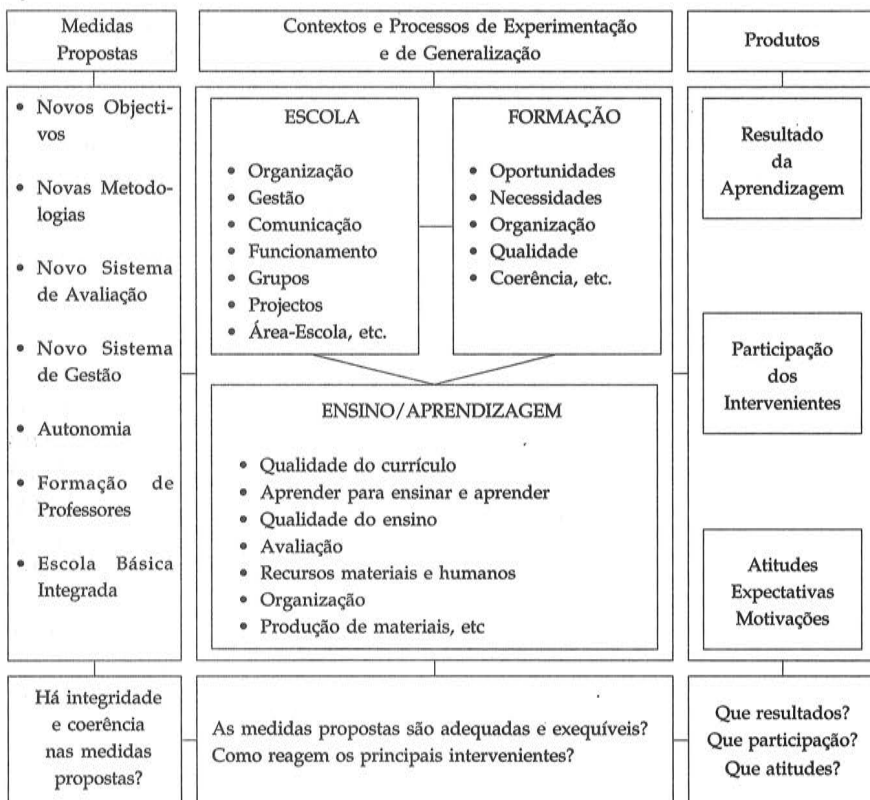 Medidas
Propostas
Contextos e Processos de Experimentação
e de Generalização
Produtos
• Novos Objecti-
vos
• Novas Metodo-
logias
• Novo Sistema
de Avaliação
• Novo Sistema
de Gestão
• Autonomia
• Formação de
Professores
• Escola Básica
Integrada
ESCOLA
• Organização
• Gestão
• Comunicação
• Funcionamento
• Grupos
• Projectos
• Área-Escola, etc.
FORMAÇÃO
• Oportunidades
• Necessidades
• Organização
• Qualidade
• Coerência, etc.
ENSINO/APRENDIZAGEM
• Qualidade do currículo
• Aprender para ensinar e aprender
• Qualidade do ensino
• Avaliação
• Recursos materiais e humanos
• Organização
• Produção de materiais, etc
Resultado
da
Aprendizagem
Participação
dos
Intervenientes
Atitudes
Expectativas
Motivações
Há integridade
e coerência
nas medidas
propostas?
As medidas propostas são adequadas e exequíveis?
Como reagem os principais intervenientes?
Que resultados?
Que participação?
Que atitudes?